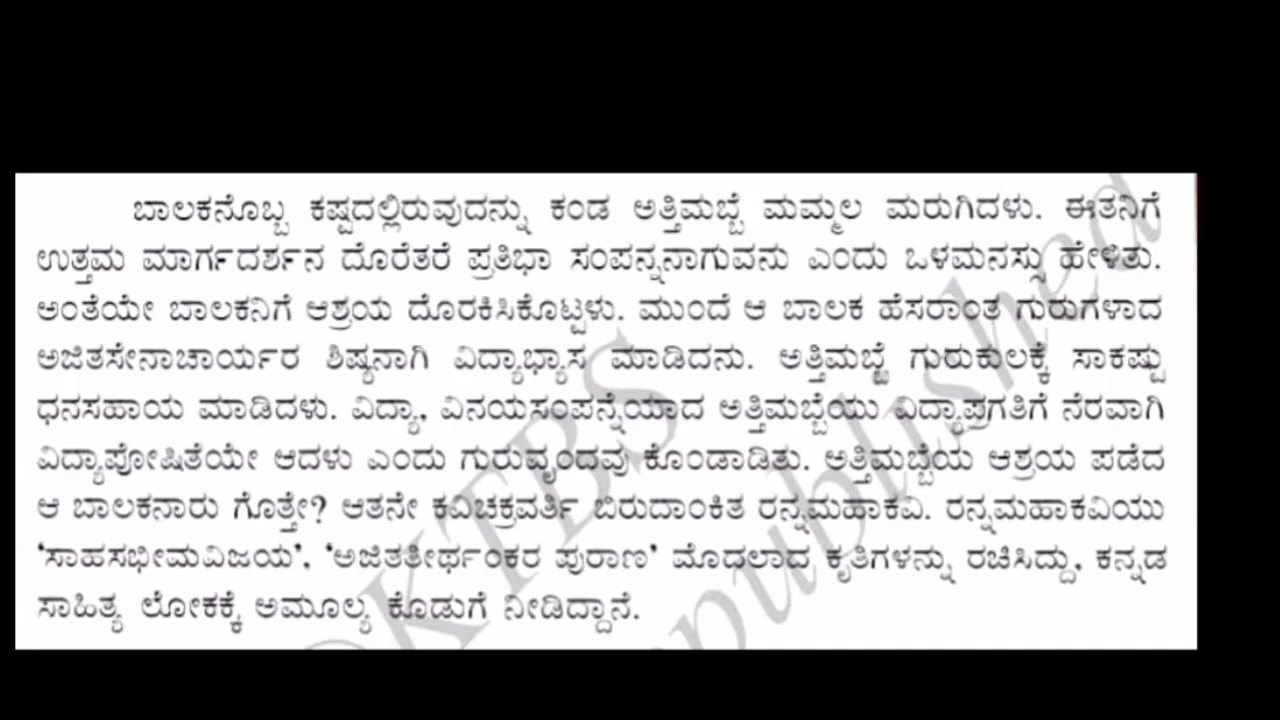 ಬಾಲಕನೊಬ್ಬ ಕಷ್ಟದಲ್ಲಿರುವುದನ್ನು ಕಂಡ ಅತ್ತಿಮಬ್ಬೆ ಮಮ್ಮಲ ಮರುಗಿದಳು. ಈತನಿಗೆ
ಉತ್ತಮ ಮಾರ್ಗದರ್ಶನ ದೊರೆತರೆ ಪ್ರತಿಭಾ ಸಂಪನ್ನನಾಗುವನು ಎಂದು ಒಳಮನಸ್ಸು ಹೇಳಿತು.
ಅಂತೆಯೇ ಬಾಲಕನಿಗೆ ಆಶ್ರಯ ದೊರಕಿಸಿಕೊಟ್ಟಳು. ಮುಂದೆ ಆ ಬಾಲಕ ಹೆಸರಾಂತ ಗುರುಗಳಾದ
ಅಜಿತಸೇನಾಚಾರ್ಯರ ಶಿಷ್ಯನಾಗಿ ವಿದ್ಯಾಭ್ಯಾಸ ಮಾಡಿದನು. ಅತ್ತಿಮಬ್ಬೆ ಗುರುಕುಲಕ್ಕೆ ಸಾಕಷ್ಟು
ಧನಸಹಾಯ ಮಾಡಿದಳು. ವಿದ್ಯಾ, ವಿನಯಸಂಪನ್ನೆಯಾದ ಅತ್ತಿಮಬ್ಬೆಯು ವಿದ್ಯಾಪ್ರಗತಿಗೆ ನೆರವಾಗಿ
ವಿದ್ಯಾಪೋಷಿತೆಯೇ ಆದಳು ಎಂದು ಗುರುವೃಂದವು ಕೊಂಡಾಡಿತು. ಅತ್ತಿಮಬ್ಬೆಯ ಆಶ್ರಯ ಪಡೆದ
ಆ ಬಾಲಕನಾರು ಗೊತ್ತೇ? ಆತನೇ ಕವಿಚಕ್ರವರ್ತಿ ಬಿರುದಾಂಕಿತ ರನ್ನಮಹಾಕವಿ. ರನ್ನಮಹಾಕವಿಯು
‘ಸಾಹಸಭೀಮವಿಜಯ’, ‘ಅಜಿತತೀರ್ಥಂಕರ ಪುರಾಣ’ ಮೊದಲಾದ ಕೃತಿಗಳನ್ನು ರಚಿಸಿದ್ದು, ಕನ್ನಡ
ಸಾಹಿತ್ಯ ಲೋಕಕ್ಕೆ ಅಮೂಲ್ಯ ಕೊಡುಗೆ ನೀಡಿದ್ದಾನೆ.
©KTBS
published